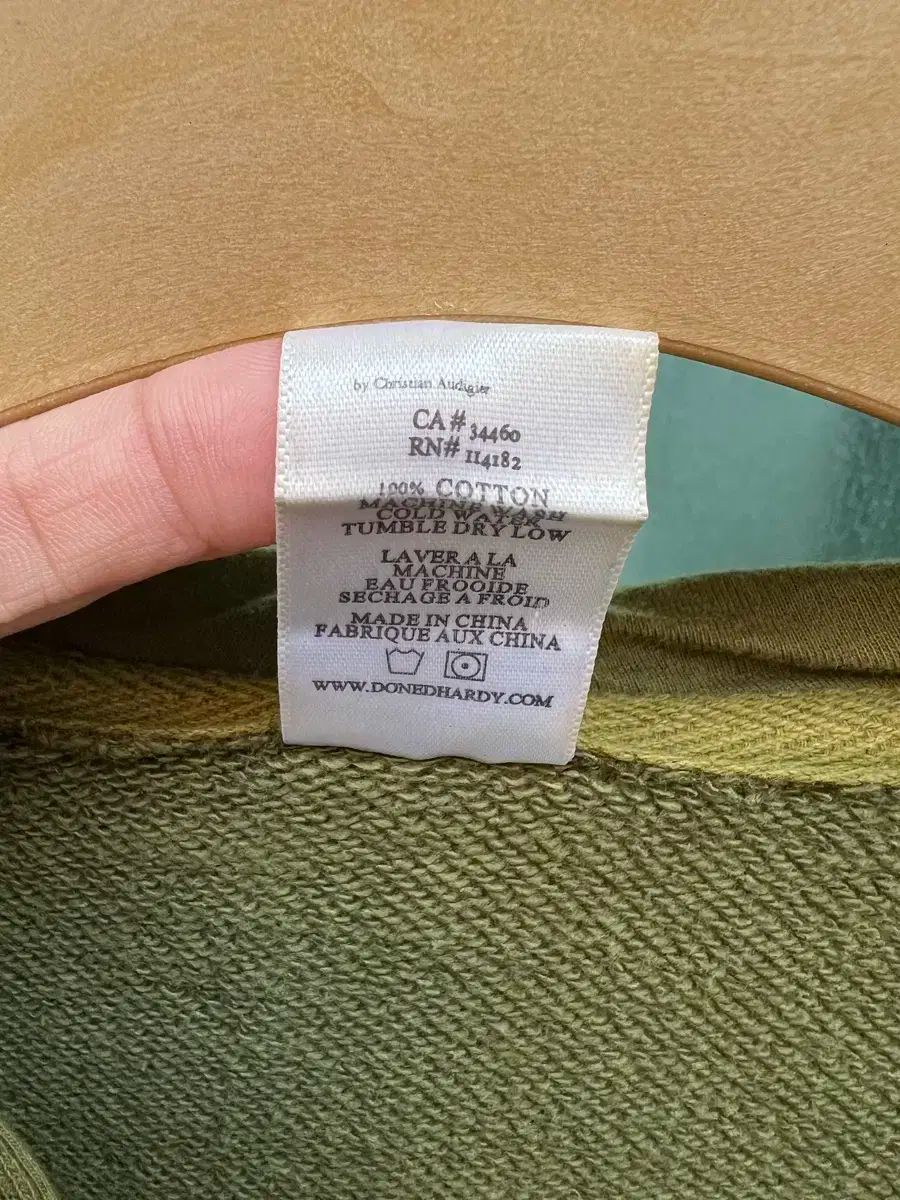 by Christian Audigier
CA# 34460
RN# 114182
100% COTTON
MACHINE WASH
COLD WATER
TUMBLE DRY LOW
LAVER A LA
MACHINE
EAU FROOIDE
SECHAGE A FROID
MADE IN CHINA
FABRIQUE AUX CHINA
WWW.DONEDHARDY.COM